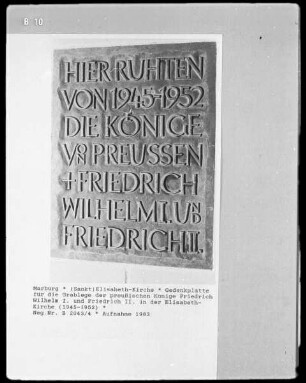 B 10
HIER RUHTEN
VON 1945-1952
DIE KÖNIGE
VON PREUSSEN
+FRIEDRICH
WILHELM I. UND
FRIEDRICH II.
Marburg * (Sankt)Elisabeth-Kirche * Gedenkplatte
für die Grablege der preußischen Könige Friedrich
Wilhelm I. und Friedrich II. in der Elisabeth-
Kirche (1945-1952) *
Neg.Nr. Z 2045/4 * Aufnahme 1983